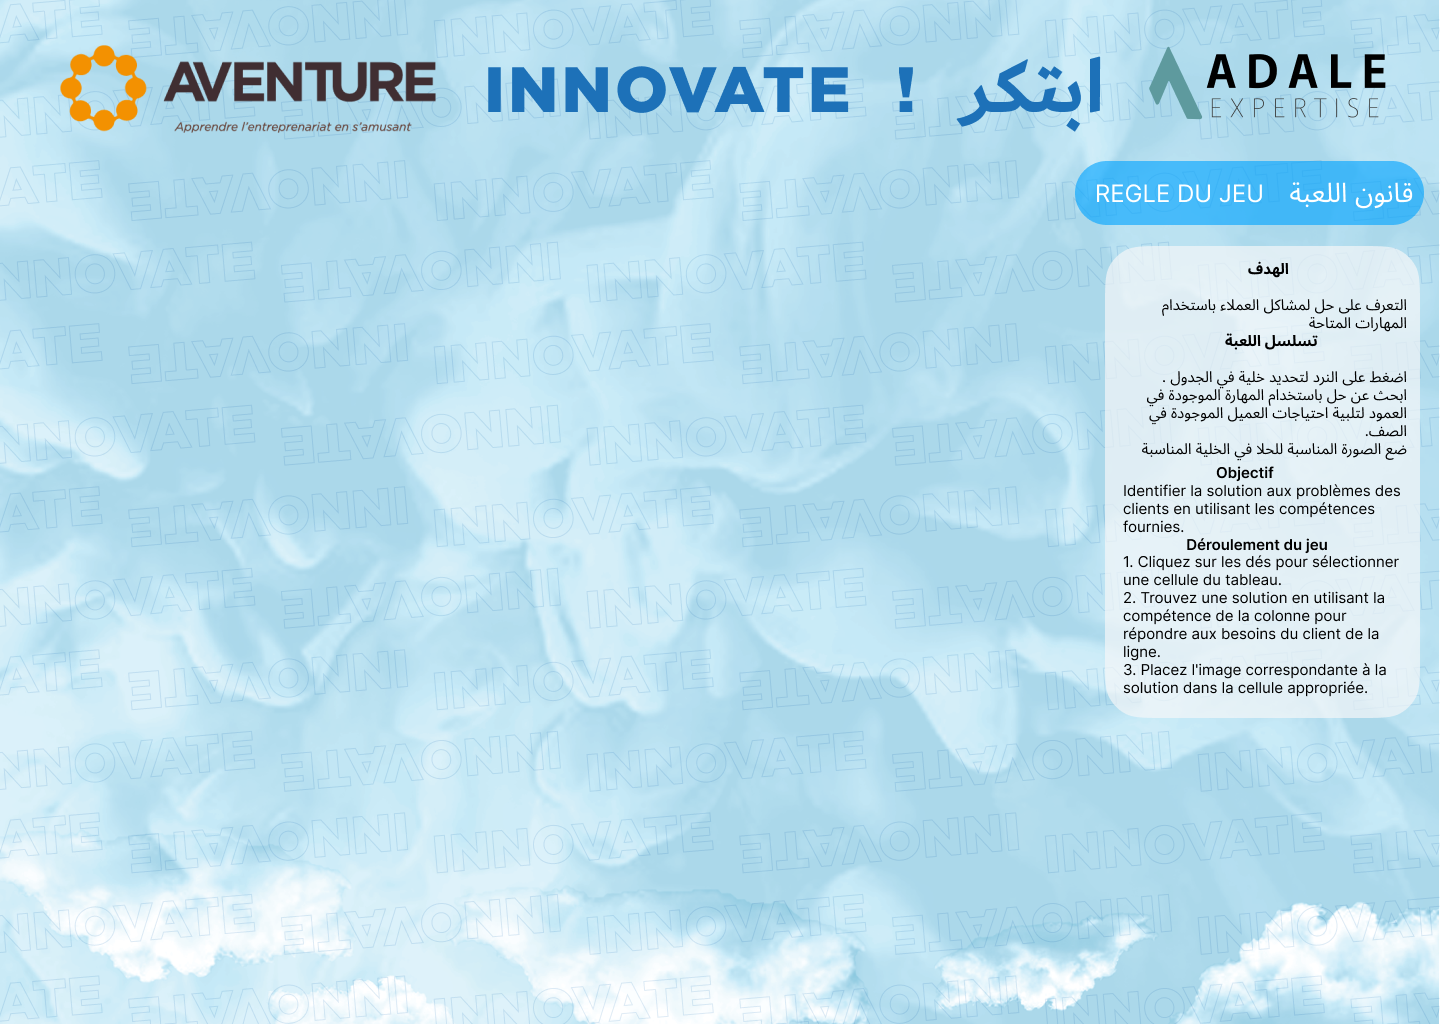 AVENTURE
Apprendre l'entreprenariat en s'amusant
INNOVATE ! ابتكر
ADALE
EXPERTISE
REGLE DU JEU قانون اللعبة
الهدف
التعرف على حل لمشاكل العملاء باستخدام
المهارات المتاحة
تسلسل اللعبة
اضغط على النرد لتحديد خلية في الجدول .
ابحث عن حل باستخدام المهارة الموجودة في
العمود لتلبية احتياجات العميل الموجودة في
الصف.
ضع الصورة المناسبة للحلا في الخلية المناسبة
Objectif
Identifier la solution aux problèmes des
clients en utilisant les compétences
fournies.
Déroulement du jeu
1. Cliquez sur les dés pour sélectionner
une cellule du tableau.
2. Trouvez une solution en utilisant la
compétence de la colonne pour
répondre aux besoins du client de la
ligne.
3. Placez l'image correspondante à la
solution dans la cellule appropriée.